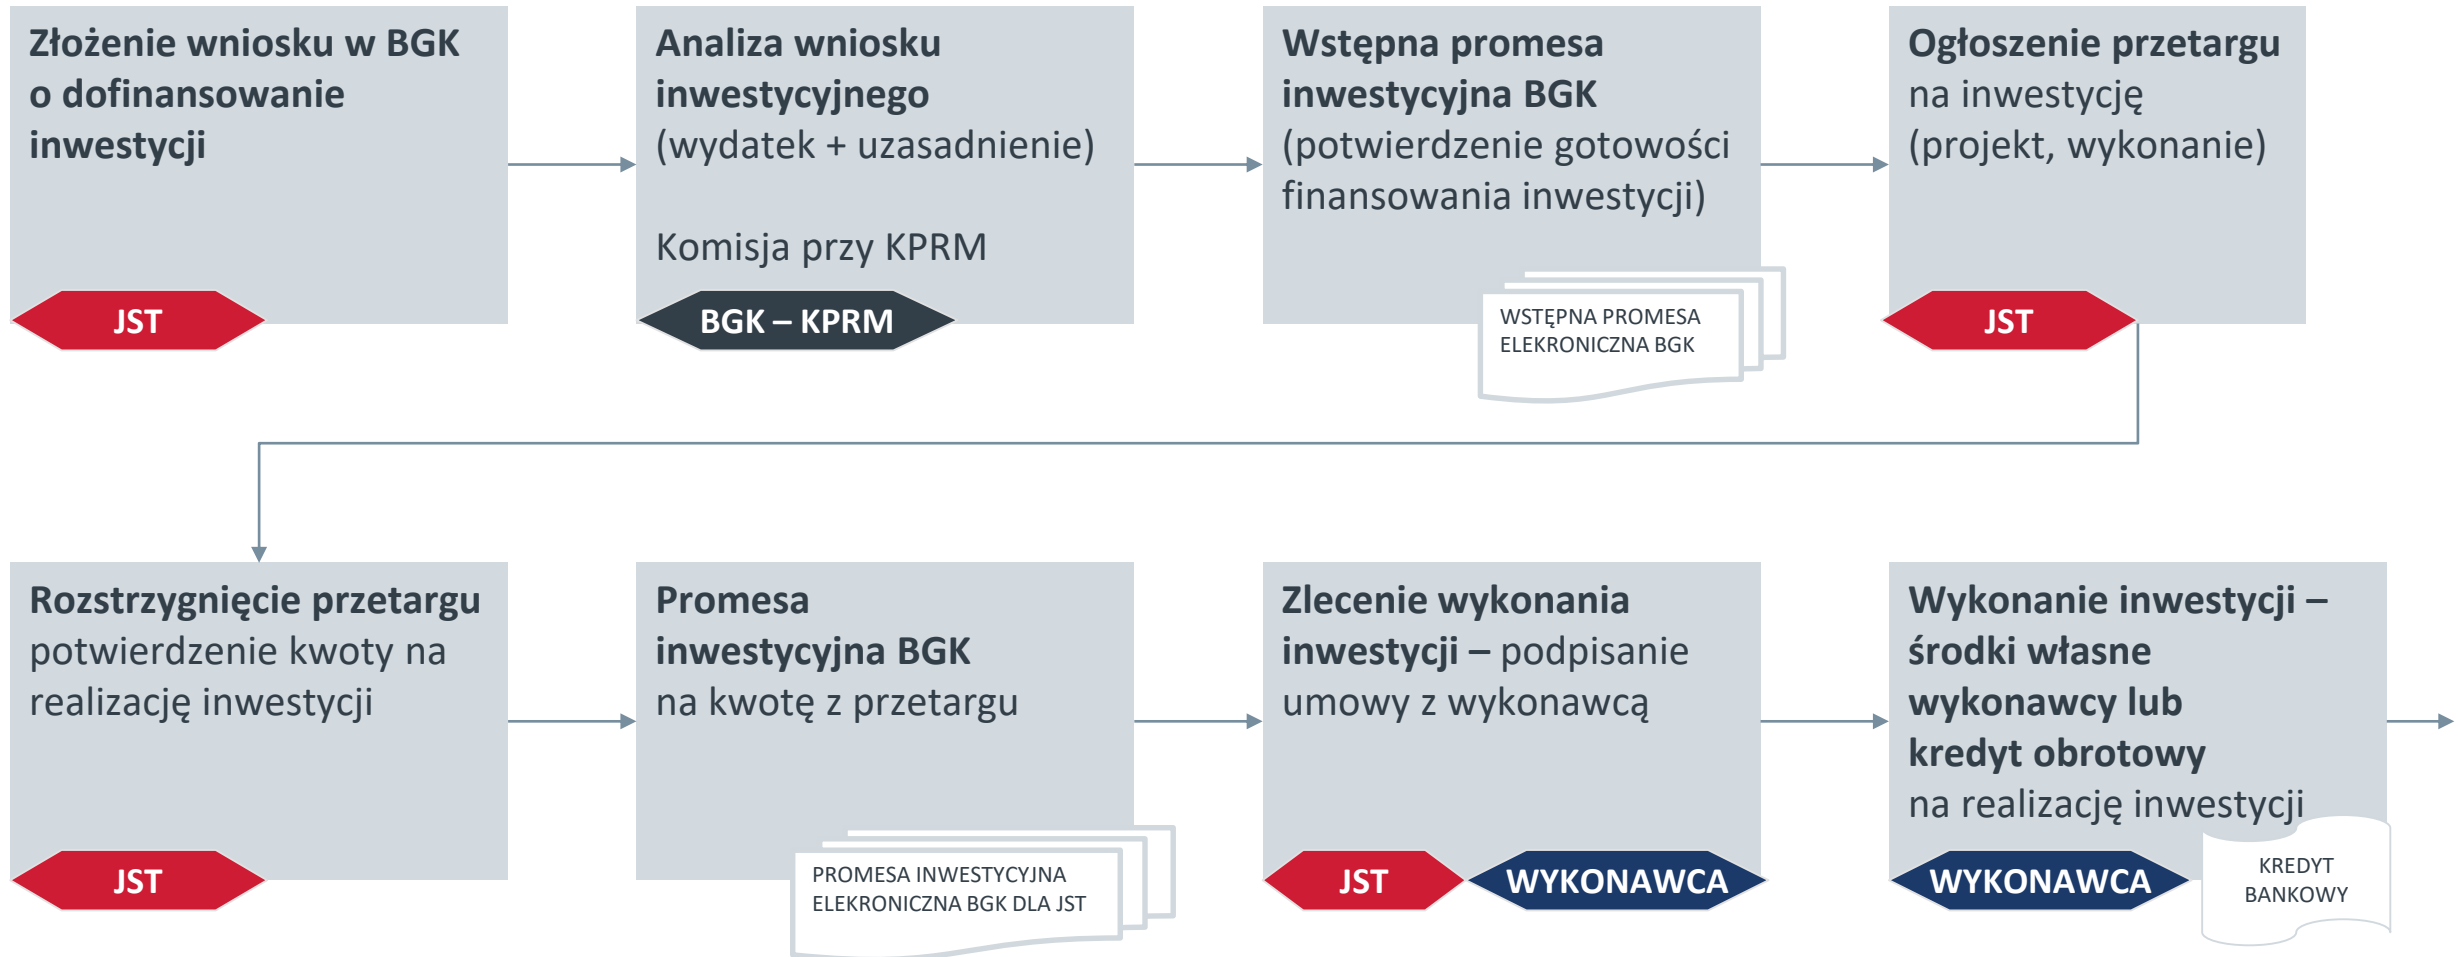 Złożenie wniosku w BGK
o dofinansowanie
inwestycji
JST
Analiza wniosku
inwestycyjnego
(wydatek + uzasadnienie)
Komisja przy KPRM
BGK – KPRM
Wstępna promesa
inwestycyjna BGK
(potwierdzenie gotowości
finansowania inwestycji)
WSTĘPNA PROMESA
ELEKRONICZNA BGK
Ogłoszenie przetargu
na inwestycję
(projekt, wykonanie)
JST
Rozstrzygnięcie przetargu
potwierdzenie kwoty na
realizację inwestycji
JST
Promesa
inwestycyjna BGK
na kwotę z przetargu
PROMESA INWESTYCYJNA
ELEKRONICZNA BGK DLA JST
Zlecenie wykonania
inwestycji – podpisanie
umowy z wykonawcą
JST
WYKONAWCA
Wykonanie inwestycji –
środki własne
wykonawcy lub
kredyt obrotowy
na realizację inwestycji
WYKONAWCA
KREDYT
BANKOWY